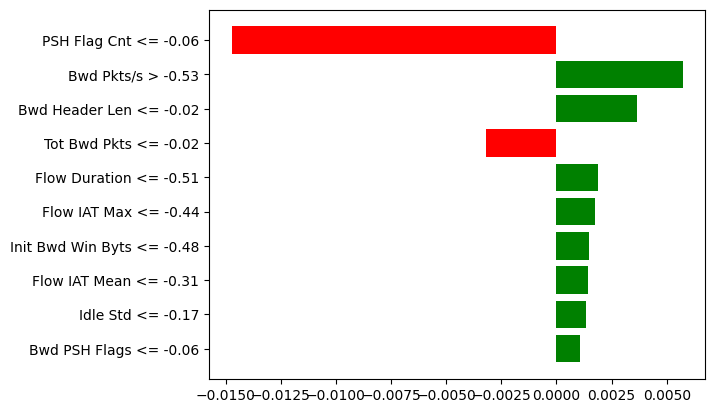 PSH Flag Cnt <= -0.06
Bwd Pkts/s > -0.53
Bwd Header Len <= -0.02
Tot Bwd Pkts <= -0.02
Flow Duration <= -0.51
Flow IAT Max <= -0.44
Init Bwd Win Byts <= -0.48
Flow IAT Mean <= -0.31
Idle Std <= -0.17
Bwd PSH Flags <= -0.06
−0.0150 −0.0125 −0.0100 −0.0075 −0.0050 −0.0025 0.0000 0.0025 0.0050